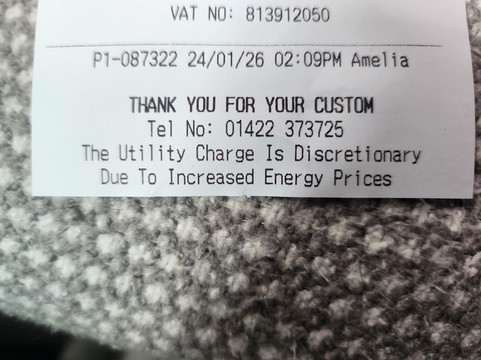 VAT NO: 813912050
P1-087322 24/01/26 02:09PM Amelia
THANK YOU FOR YOUR CUSTOM
Tel No: 01422 373725
The Utility Charge Is Discretionary
Due To Increased Energy Prices